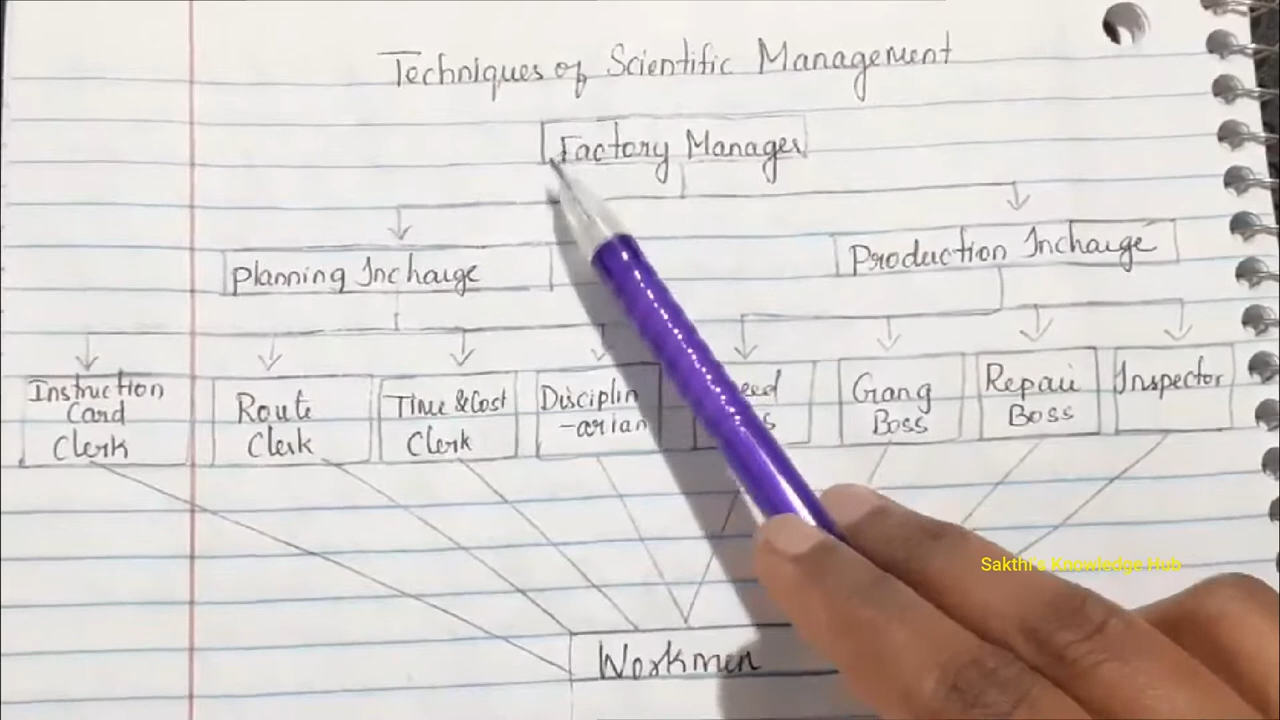 Techniques of Scientific Management
Factory Manager
Planning Incharge
Production Incharge
Instruction
Card
Clerk
Route
Clerk
Time & Cost
Clerk
Disciplin
-arian
Gang
Boss
Repair
Boss
Inspector
Sakthi's Knowledge Hub
Workmen